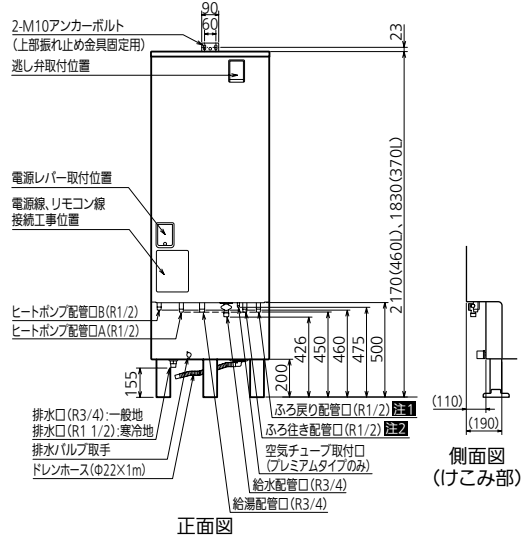 90
60
23
2-M10アンカーボルト
(上部振れ止め金具固定用)
逃し弁取付位置
電源レバー取付位置
電源線、リモコン線
接続工事位置
2170(460L)、1830(370L)
ヒートポンプ配管口B(R1/2)
ヒートポンプ配管口A(R1/2)
155
200
426
450
460
475
500
排水口(R3/4):一般地
排水口(R1 1/2):寒冷地
排水バルブ取手
ドレンホース(Φ22×1m)
ふろ戻り配管口(R1/2) 注1
ふろ往き配管口(R1/2) 注2
空気チューブ取付口
(プレミアムタイプのみ)
給水配管口(R3/4)
給湯配管口(R3/4)
正面図
(110)
(190)
側面図
(けこみ部)